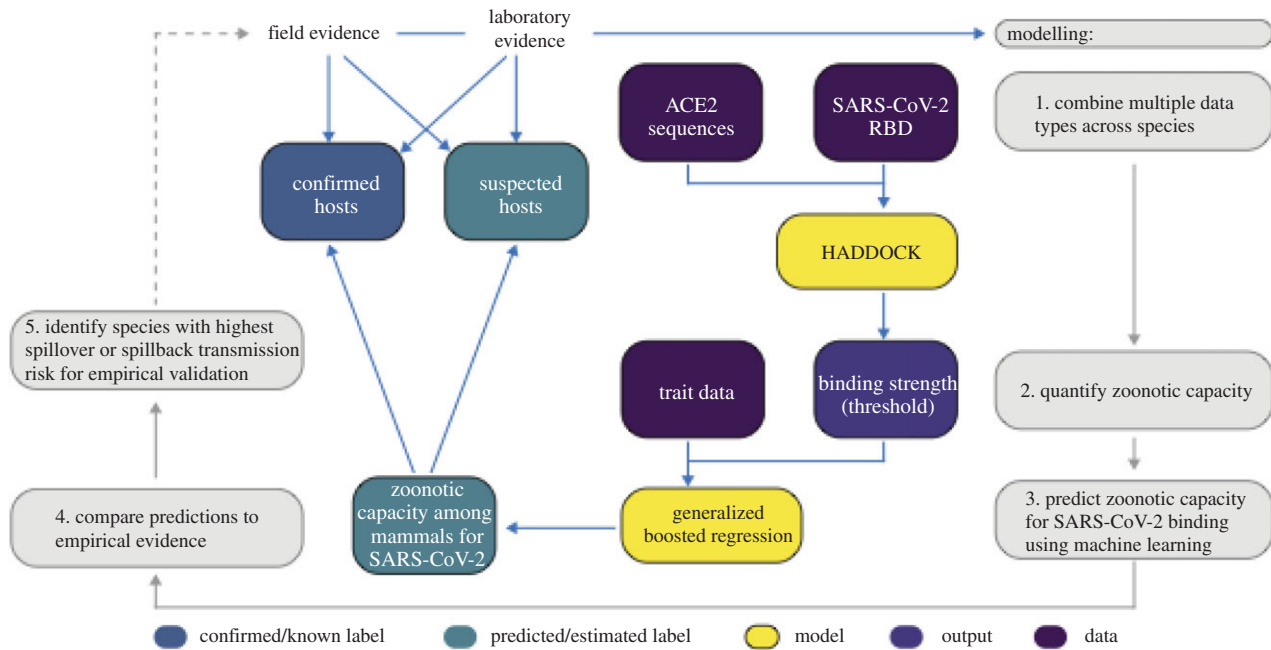 field evidence
laboratory
evidence
modelling:
ACE2
sequences
SARS-CoV-2
RBD
1. combine multiple data
types across species
confirmed
hosts
suspected
hosts
HADDOCK
5. identify species with highest
spillover or spillback transmission
risk for empirical validation
trait data
binding strength
(threshold)
2. quantify zoonotic capacity
4. compare predictions to
empirical evidence
zoonotic
capacity among
mammals for
SARS-CoV-2
generalized
boosted regression
3. predict zoonotic capacity
for SARS-CoV-2 binding
using machine learning
confirmed/known label
predicted/estimated label
model
output
data